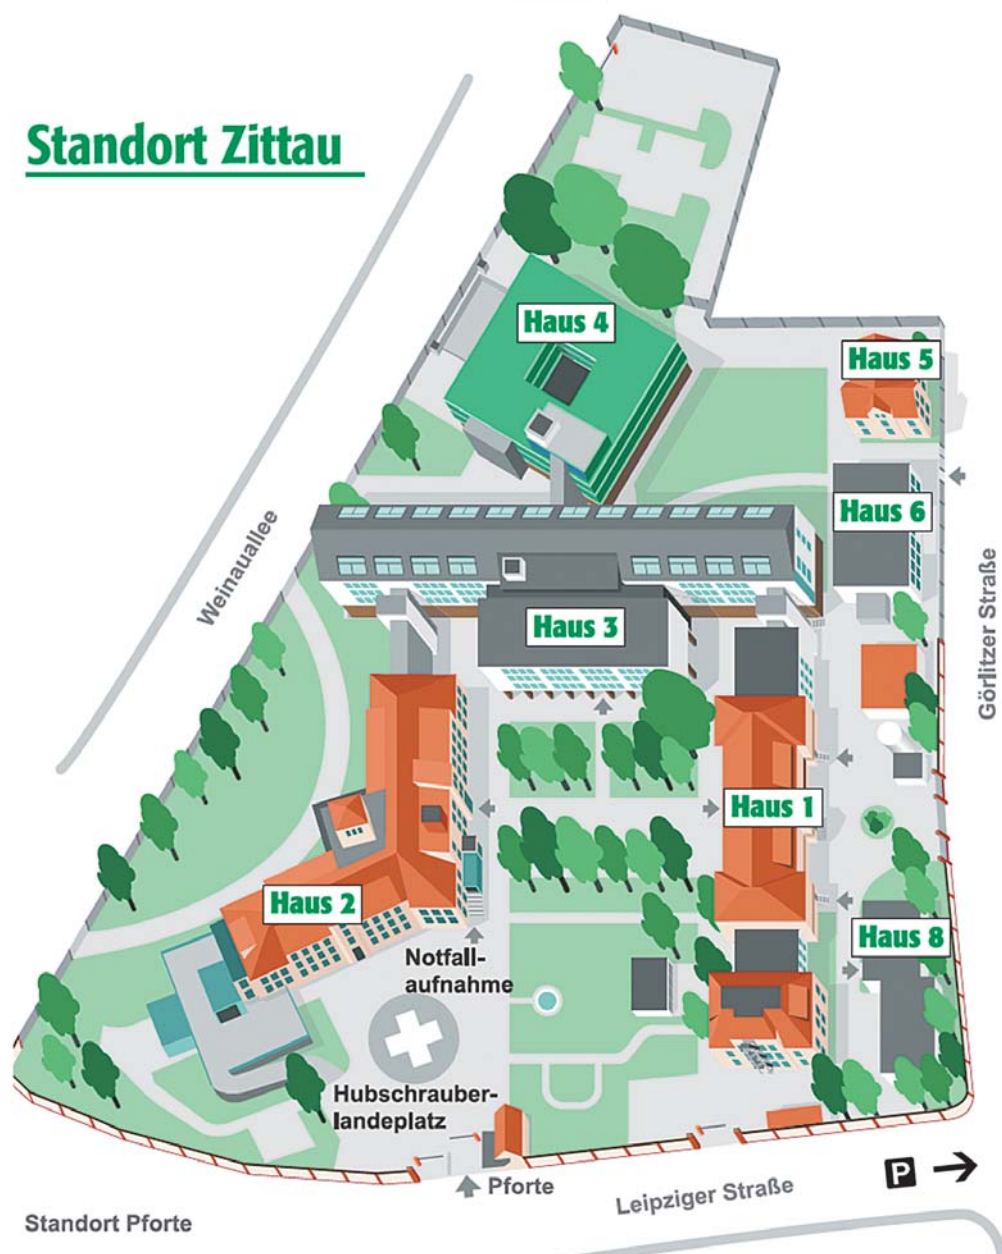 Standort Zittau
Haus 4
Haus 5
Haus 6
Weinauallee
Haus 3
Görlitzer Straße
Haus 1
Haus 2
Haus 8
Notfall-
aufnahme
Hubschrauber-
landeplatz
P
Pforte
Leipziger Straße
Standort Pforte